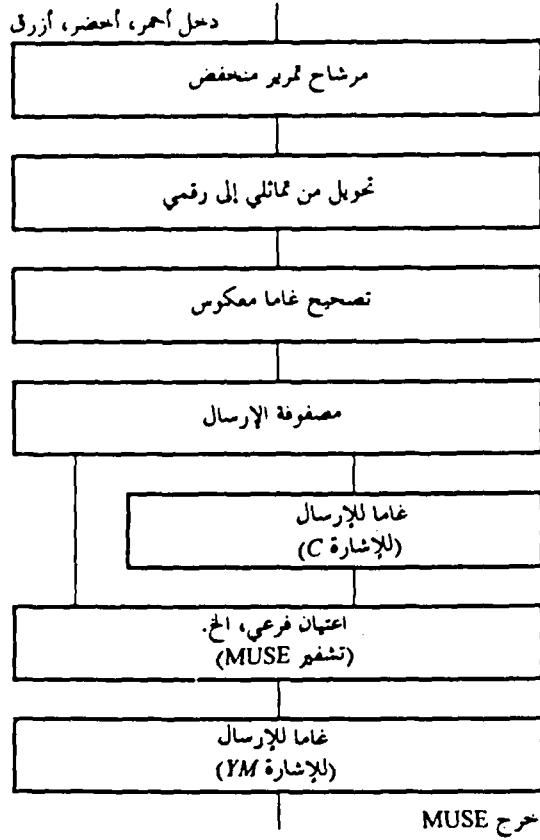 دخل أحمر، أخضر، أزرق
مرشاح تمرير منخفض
تحويل من تماثلي إلى رقمي
تصحيح غاما معكوس
مصفوفة الإرسال
غاما للإرسال
(للإشارة C)
اعتيان فرعي، الخ.
(تشفير MUSE)
غاما للإرسال
(للإشارة YM)
خرج MUSE